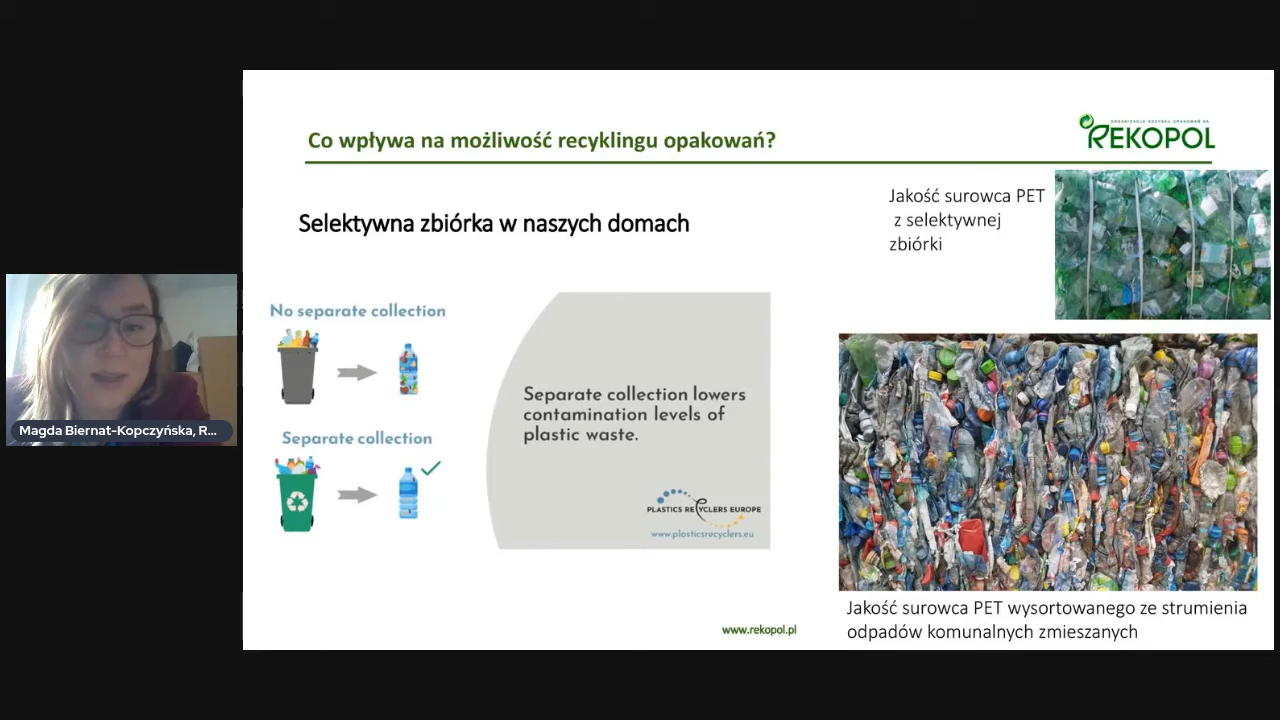 Co wpływa na możliwość recyklingu opakowań?
REKOPOL
Selektywna zbiórka w naszych domach
Jakość surowca PET
z selektywnej
zbiórki
No separate collection
Separate collection
Separate collection lowers
contamination levels of
plastic waste.
PLASTICS RECYCLERS EUROPE
www.plasticsrecyclers.eu
Magda Biernat-Kopczyńska, R...
Jakość surowca PET wysortowanego ze strumienia
odpadów komunalnych zmieszanych
www.rekopol.pl